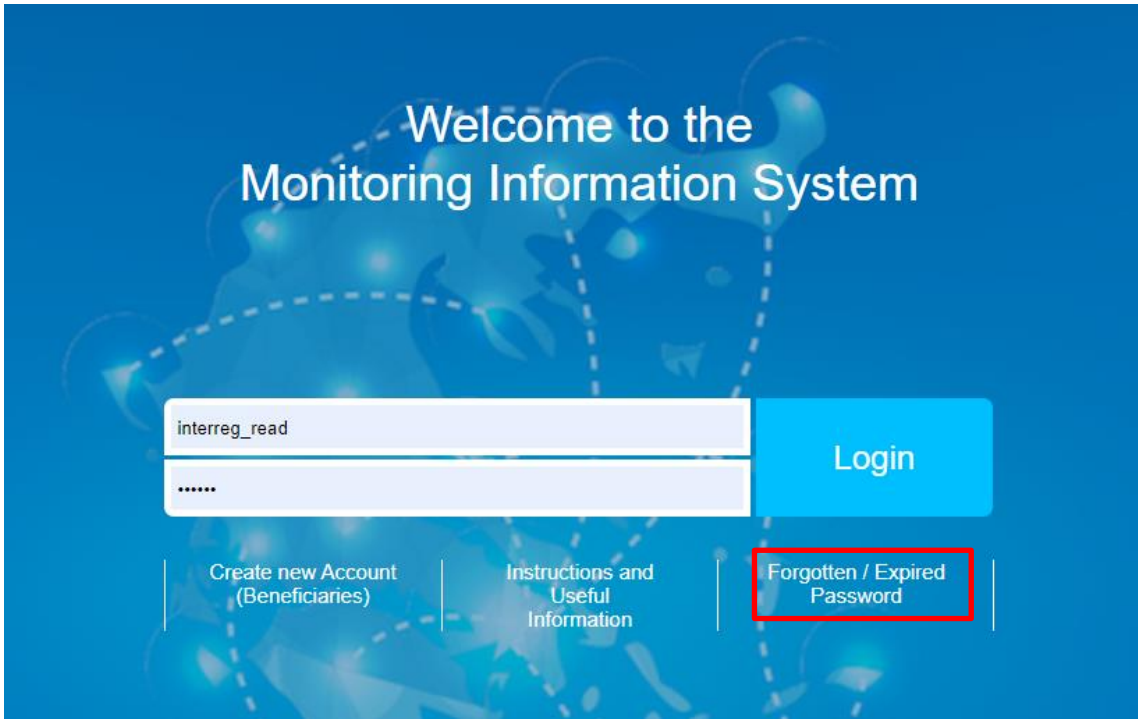 Welcome to the
Monitoring Information System
interreg_read
••••••
Login
Create new Account
(Beneficiaries)
Instructions and
Useful
Information
Forgotten / Expired
Password